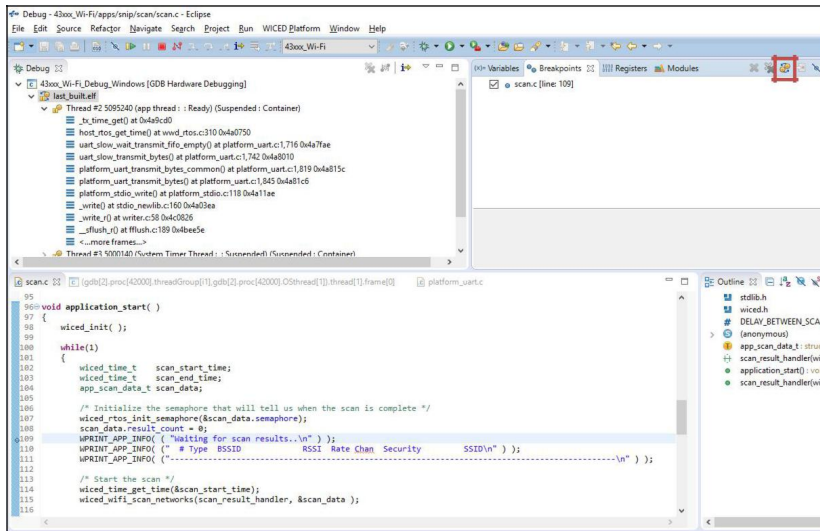 Debug - 43xxx_Wi-Fi/apps/snip/scan/scan.c - Eclipse
File Edit Source Refactor Navigate Search Project Run WICED Platform Window Help
43xxx_Wi-Fi
Debug
43xxx_Wi-Fi_Debug_Windows [GDB Hardware Debugging]
last_built.elf
Thread #2 5095240 (app thread : : Ready) (Suspended : Container)
_tx_time_get() at 0x4a9cd0
host_rtos_get_time() at wwd_rtos.c:310 0x4a0750
uart_slow_wait_transmit_fifo_empty() at platform_uart.c:1,716 0x4a7fae
uart_slow_transmit_bytes() at platform_uart.c:1,742 0x4a8010
platform_uart_transmit_bytes_common() at platform_uart.c:1,819 0x4a815c
platform_uart_transmit_bytes() at platform_uart.c:1,845 0x4a81c6
platform_stdio_write() at platform_stdio.c:118 0x4a11ae
_write() at stdio_newlib.c:160 0x4a03ea
_write_r() at writer.c:58 0x4c0826
__sflush_r() at fflush.c:189 0x4bee5e
<...more frames...>
Thread #3 5000140 (System Timer Thread : : Suspended) (Suspended : Container)
(x)= Variables Breakpoints Registers Modules
scan.c [line: 109]
scan.c (gdb[2].proc[42000].threadGroup[i1],gdb[2].proc[42000].OSthread[1]).thread[1].frame[0] platform_uart.c
95
96 void application_start( )
97 {
98 wiced_init( );
99
100 while(1)
101 {
102 wiced_time_t scan_start_time;
103 wiced_time_t scan_end_time;
104 app_scan_data_t scan_data;
105
106 /* Initialize the semaphore that will tell us when the scan is complete */
107 wiced_rtos_init_semaphore(&scan_data.semaphore);
108 scan_data.result_count = 0;
109 WPRINT_APP_INFO( ( "Waiting for scan results..\n" ) );
110 WPRINT_APP_INFO( (" # Type BSSID RSSI Rate Chan Security SSID\n" ) );
111 WPRINT_APP_INFO( ("----------------------------------------------------------------------------------------------\n" ) );
112
113 /* Start the scan */
114 wiced_time_get_time(&scan_start_time);
115 wiced_wifi_scan_networks(scan_result_handler, &scan_data );
116
Outline
stdlib.h
wiced.h
DELAY_BETWEEN_SCA
(anonymous)
app_scan_data_t : struc
scan_result_handler(wi
application_start() : vo
scan_result_handler(wi